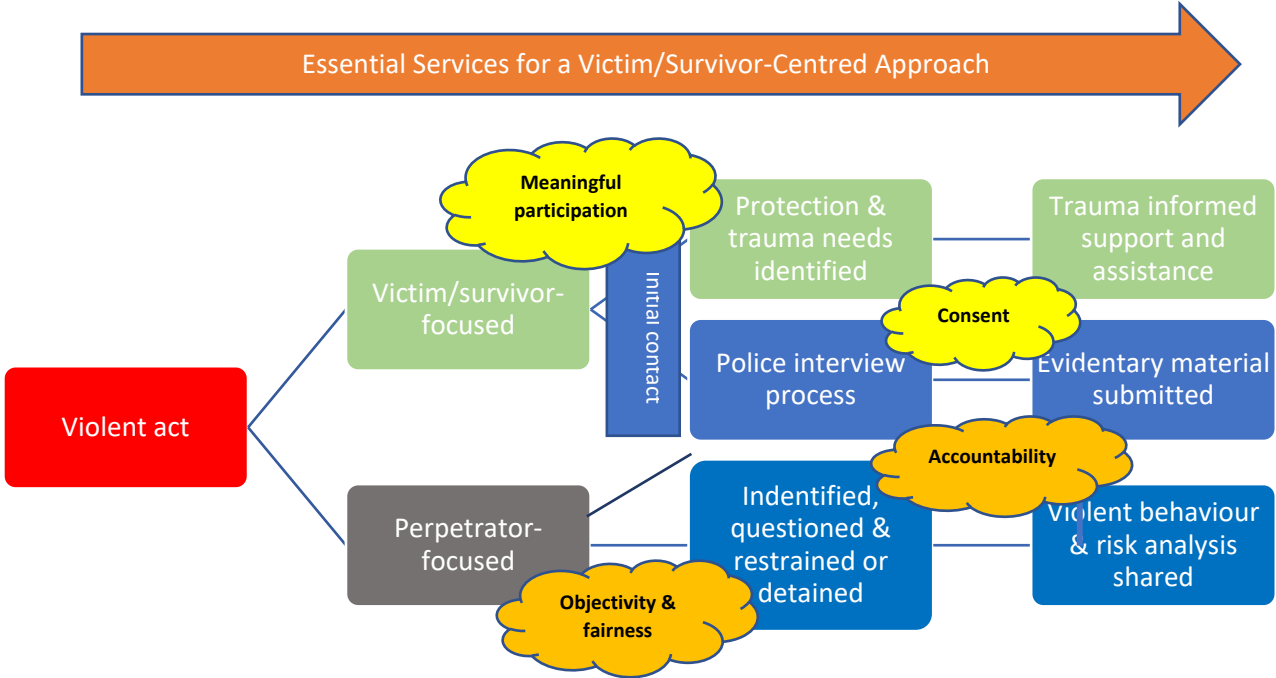 Essential Services for a Victim/Survivor-Centred Approach
Meaningful
participation
Protection &
trauma needs
identified
Trauma informed
support and
assistance
Victim/survivor-
focused
Initial contact
Consent
Police interview
process
Evidentary material
submitted
Violent act
Accountability
Perpetrator-
focused
Indentified,
questioned &
restrained or
detained
Violent behaviour
& risk analysis
shared
Objectivity &
fairness